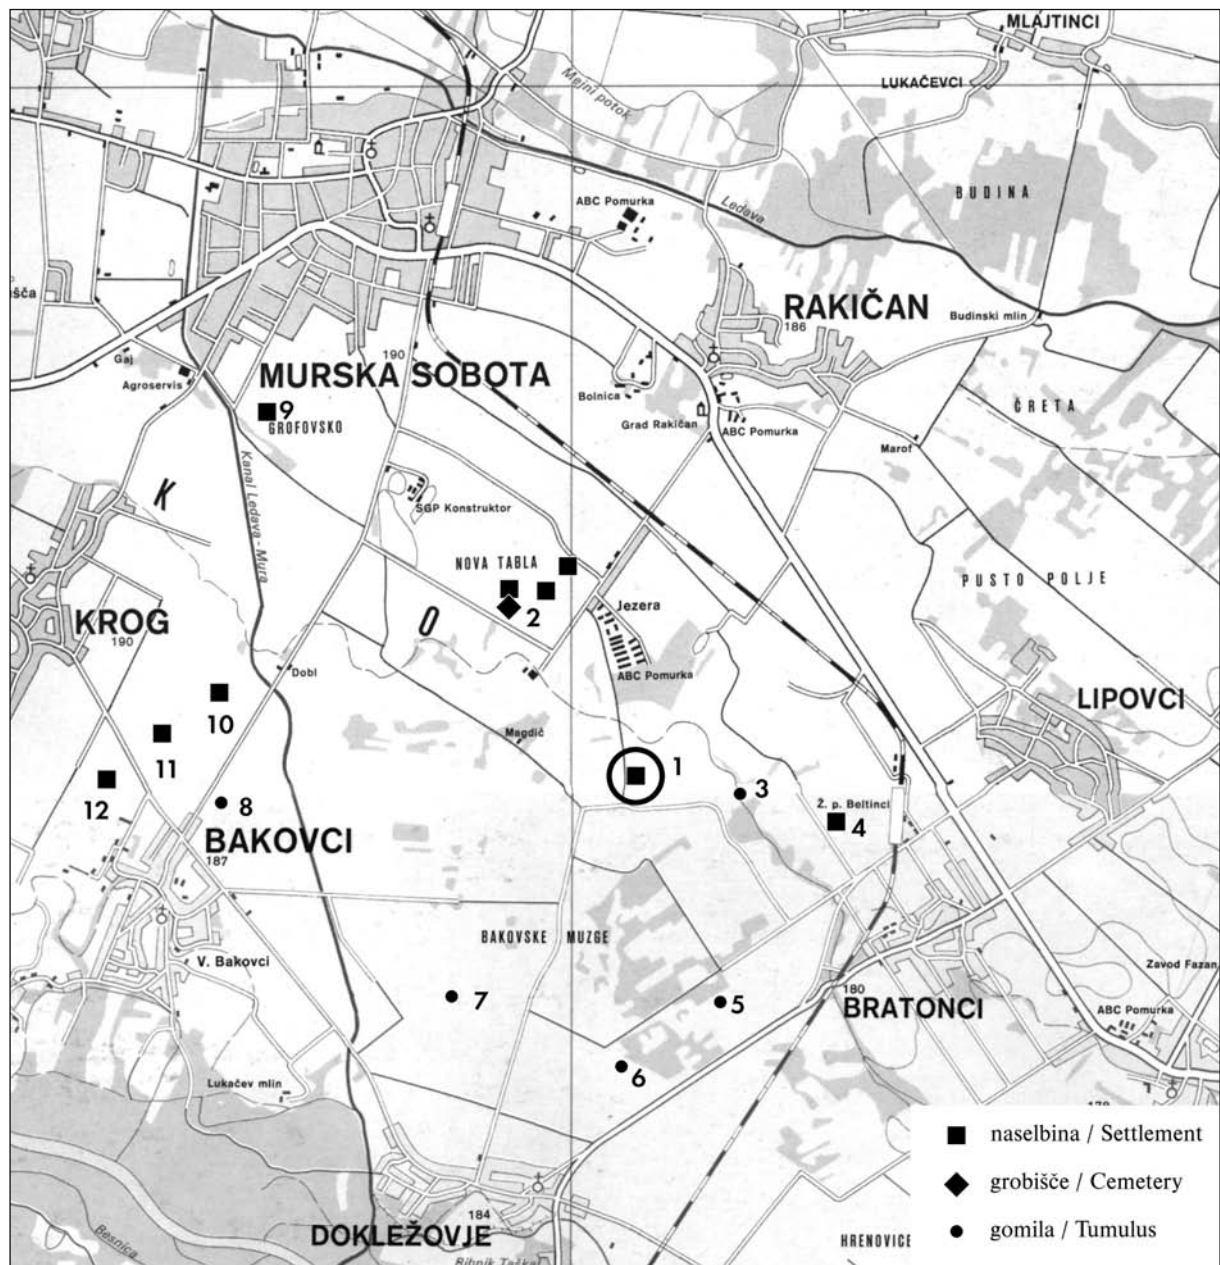 MLAJTINCI
LUKAČEVCI
Mejni potok
BUDINA
ABC Pomurka
Ledava
RAKIČAN
186
Budinski mlin
190
Gaj
Agroservis
MURSKA SOBOTA
Bolnica
9
GROFOVSKO
Grad Rakičan
ABC Pomurka
ČRETA
Marof
K
Kanal Ledava - Mura
SGP Konstruktor
NOVA TABLA
PUSTO POLJE
2
Jezera
O
KROG
190
Dobl
ABC Pomurka
LIPOVCI
10
Magdič
11
1
3
12
8
Ž. p. Beltinci
4
BAKOVCI
187
BAKOVSKE MUZGE
V. Bakovci
Zavod Fazan
7
5
180
BRATONCI
ABC Pomurka
6
Lukačev mlin
naselbina / Settlement
grobišče / Cemetery
184
DOKLEŽOVJE
gomila / Tumulus
Besnica
HRENOVICE